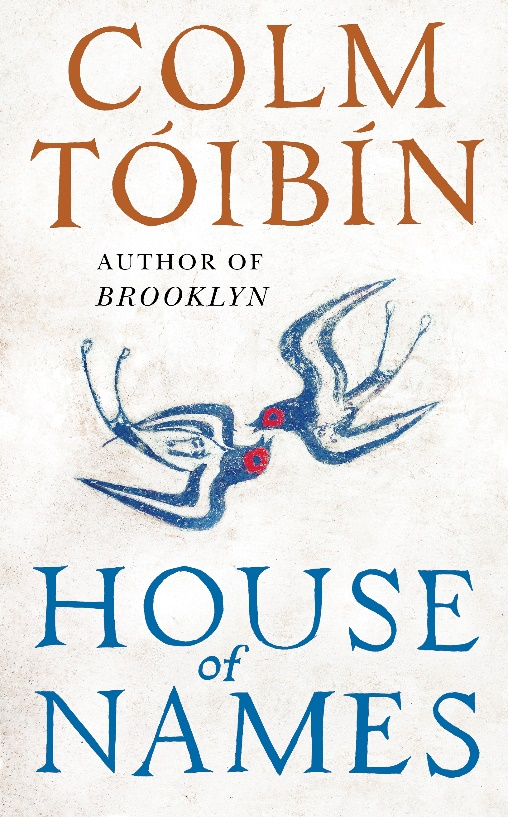 COLM
TÓIBÍN
AUTHOR OF
BROOKLYN
HOUSE
of
NAMES